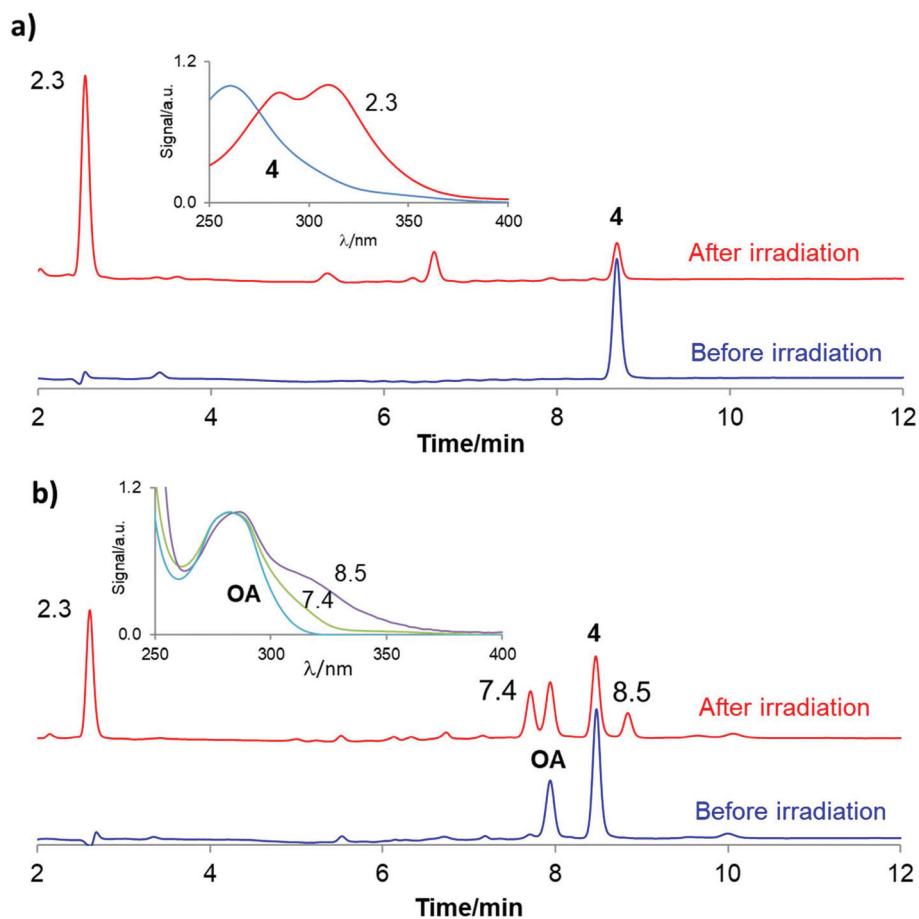 a)
2.3
1.2
Signal/a.u.
0.0
4
2.3
250 300 350 400
λ/nm
4
After irradiation
Before irradiation
2 4 6 8 10 12
Time/min
b)
2.3
1.2
Signal/a.u.
0.0
OA
7.4
8.5
250 300 350 400
λ/nm
7.4
4
8.5
After irradiation
OA
Before irradiation
2 4 6 8 10 12
Time/min